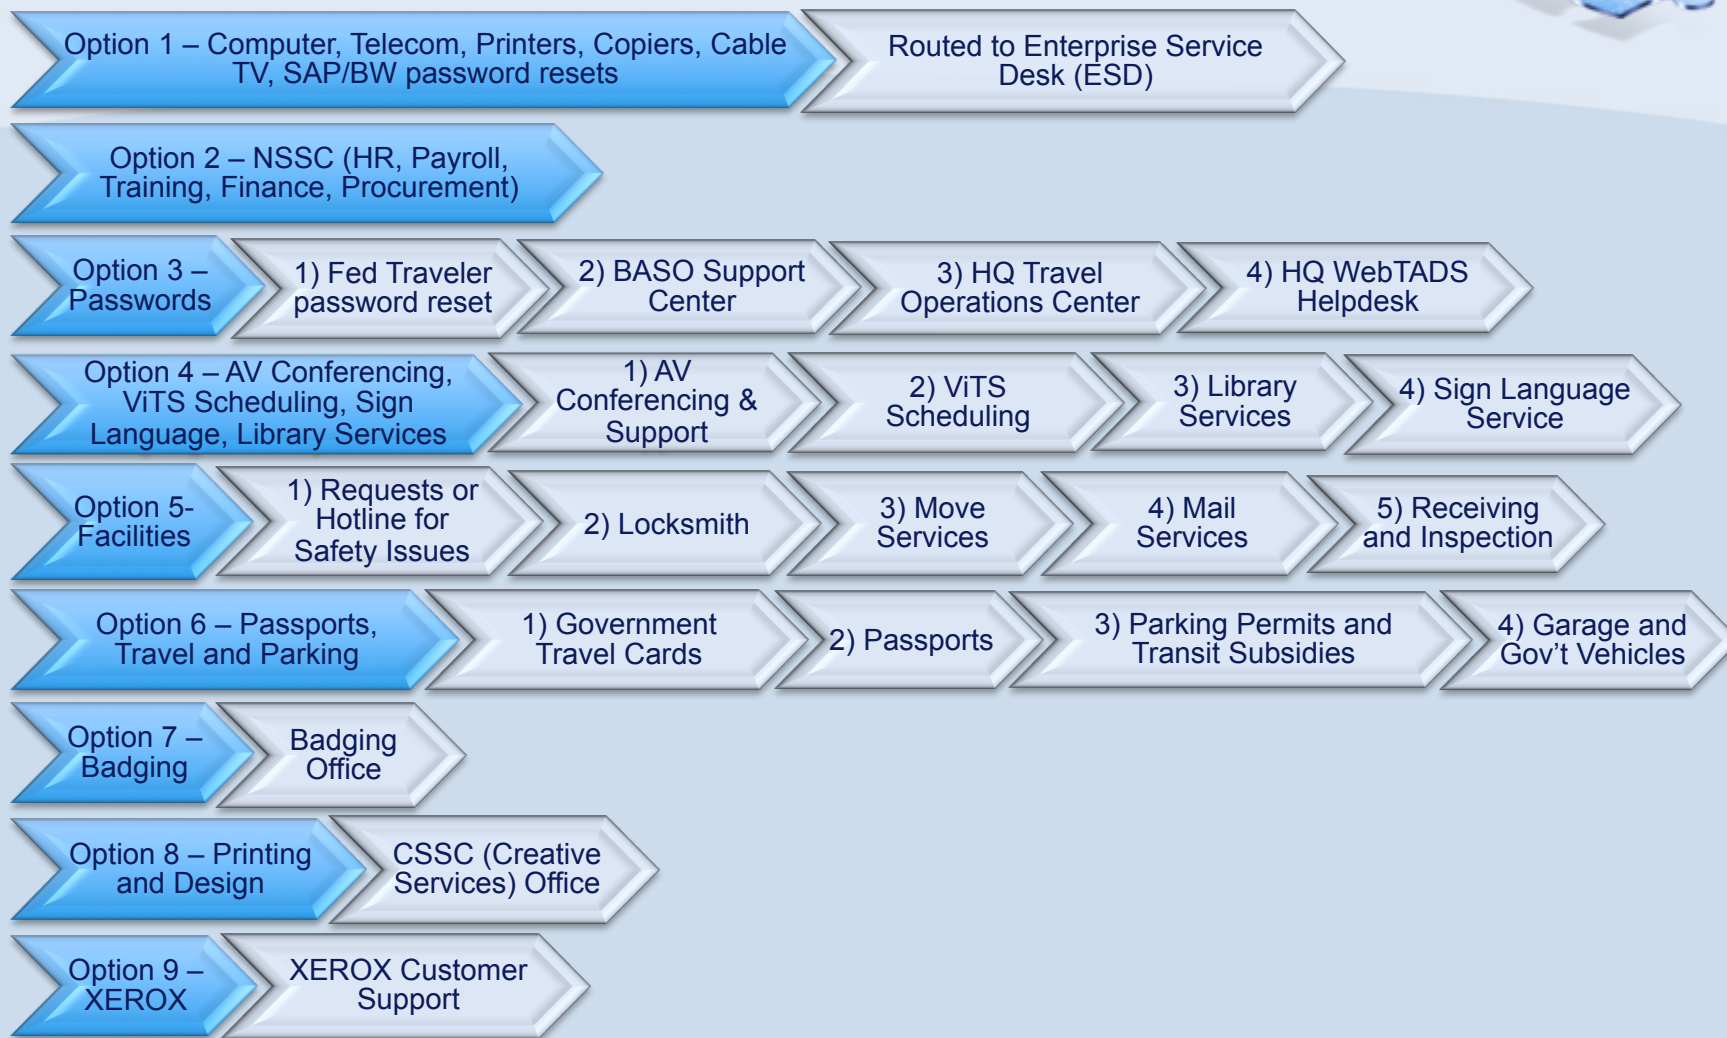 Option 1 – Computer, Telecom, Printers, Copiers, Cable
TV, SAP/BW password resets
Routed to Enterprise Service
Desk (ESD)
Option 2 – NSSC (HR, Payroll,
Training, Finance, Procurement)
Option 3 –
Passwords
1) Fed Traveler
password reset
2) BASO Support
Center
3) HQ Travel
Operations Center
4) HQ WebTADS
Helpdesk
Option 4 – AV Conferencing,
ViTS Scheduling, Sign
Language, Library Services
1) AV
Conferencing &
Support
2) ViTS
Scheduling
3) Library
Services
4) Sign Language
Service
Option 5-
Facilities
1) Requests or
Hotline for
Safety Issues
2) Locksmith
3) Move
Services
4) Mail
Services
5) Receiving
and Inspection
Option 6 – Passports,
Travel and Parking
1) Government
Travel Cards
2) Passports
3) Parking Permits and
Transit Subsidies
4) Garage and
Gov’t Vehicles
Option 7 –
Badging
Badging
Office
Option 8 – Printing
and Design
CSSC (Creative
Services) Office
Option 9 –
XEROX
XEROX Customer
Support